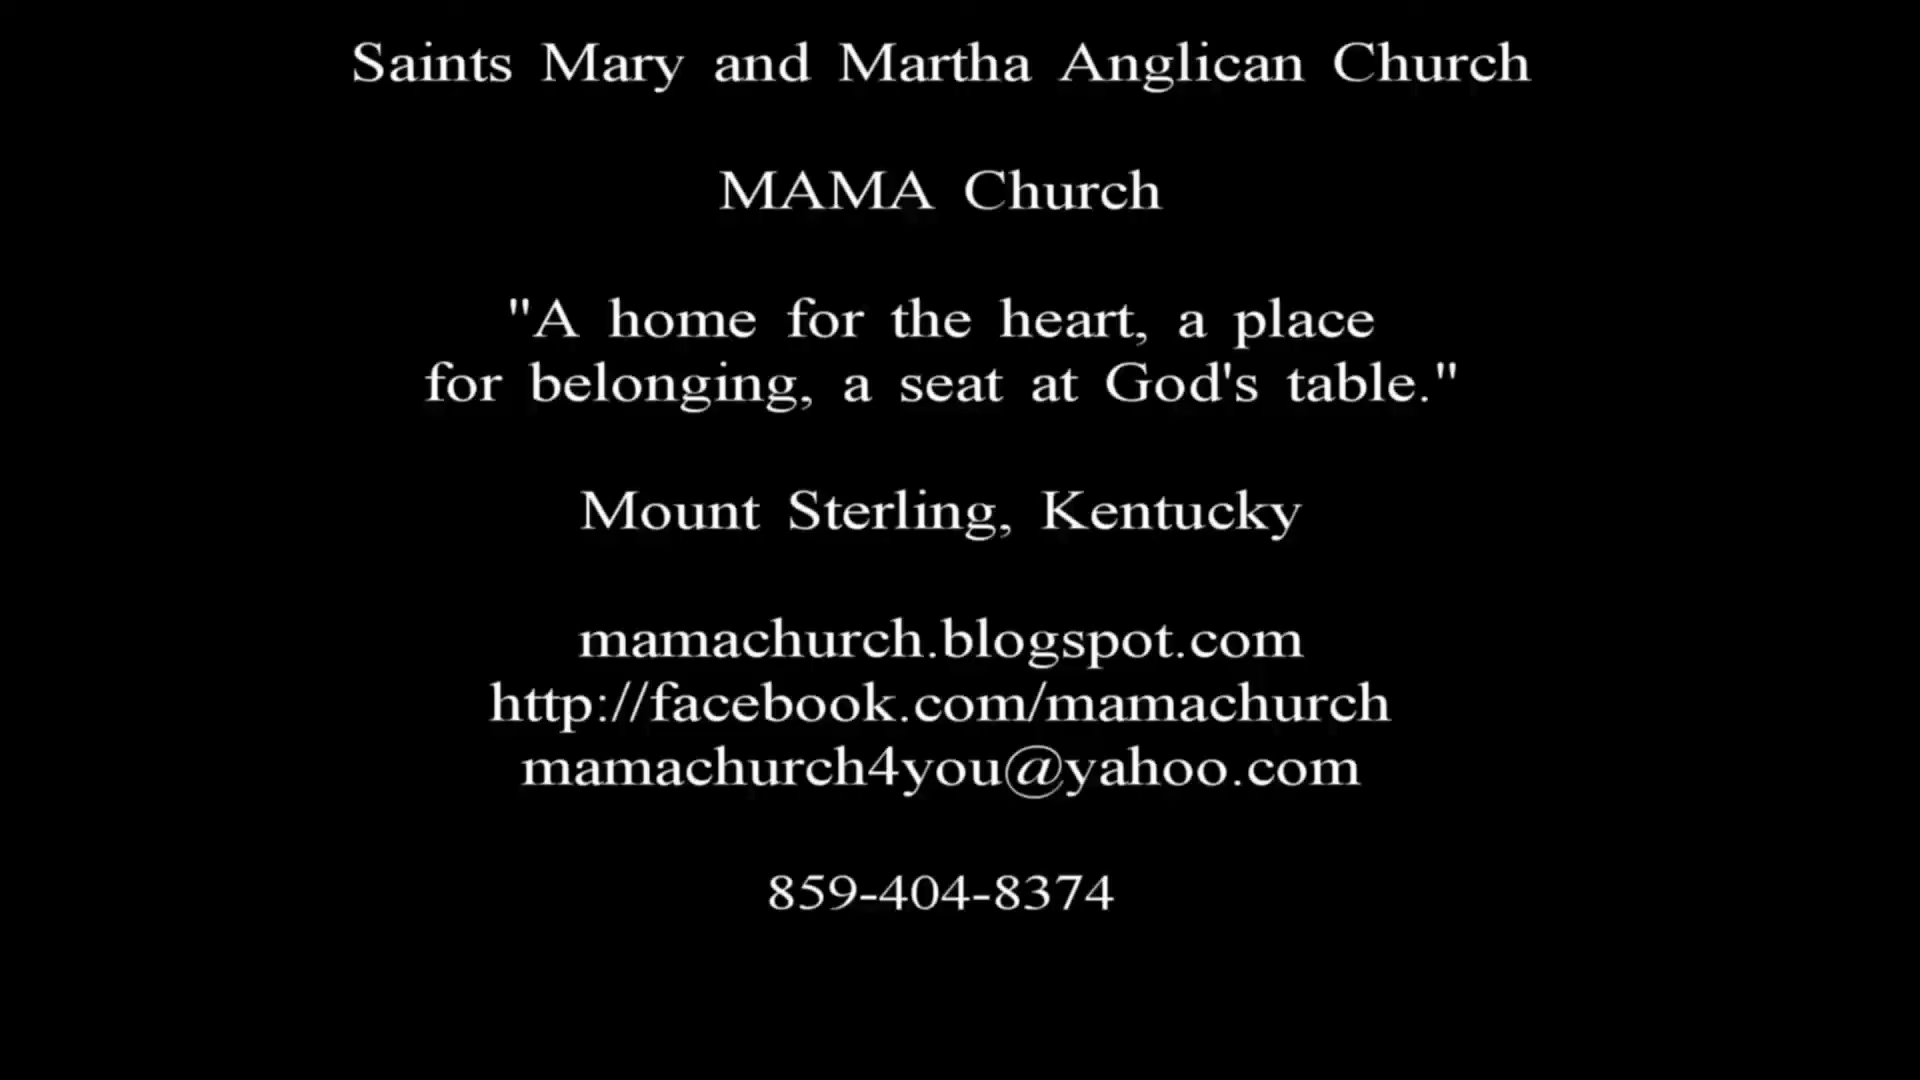 Saints Mary and Martha Anglican Church
MAMA Church
"A home for the heart, a place
for belonging, a seat at God's table."
Mount Sterling, Kentucky
mamachurch.blogspot.com
http://facebook.com/mamachurch
mamachurch4you@yahoo.com
859-404-8374